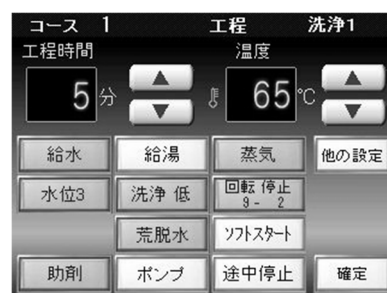 コース 1 工程 洗浄1
工程時間 温度
5 分 65 ℃
給水 給湯 蒸気 他の設定
水位3 洗浄 低 回転 停止
9- 2
荒脱水 ソフトスタート
助剤 ポンプ 途中停止 確定